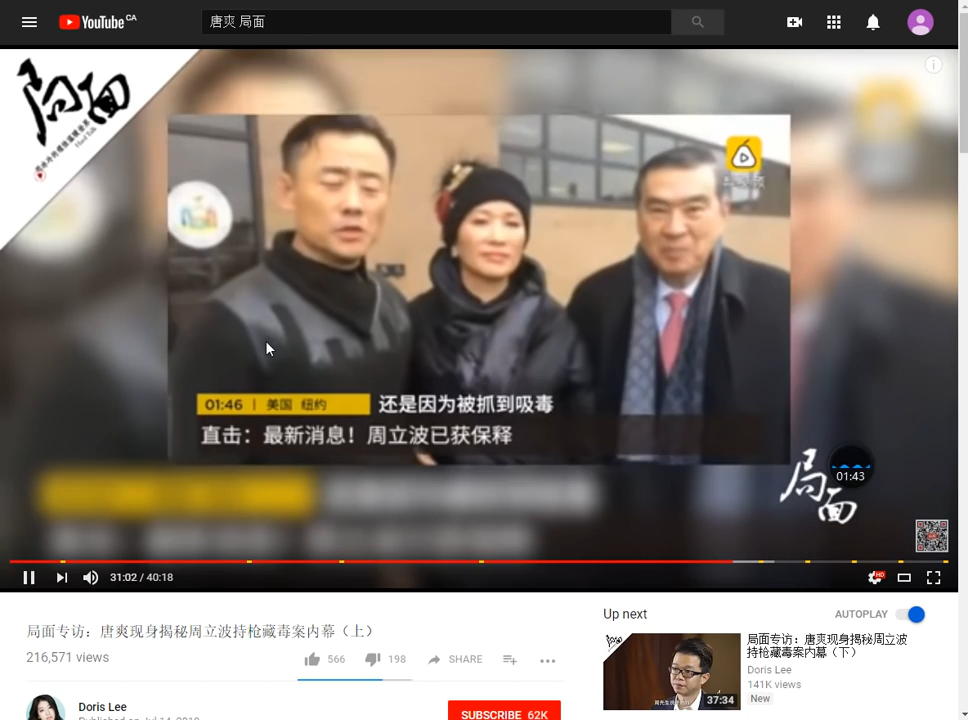 YouTube CA
唐爽 局面
局面
Hard Talk
01:46 | 美国 纽约 还是因为被抓到吸毒
直击：最新消息！周立波已获保释
局面
01:43
31:02 / 40:18
HD
局面专访：唐爽现身揭秘周立波持枪藏毒案内幕（上）
216,571 views
566
198
SHARE
Doris Lee
SUBSCRIBE 62K
Up next
AUTOPLAY
局面
37:34
局面专访：唐爽现身揭秘周立波
持枪藏毒案内幕（下）
Doris Lee
141K views
New